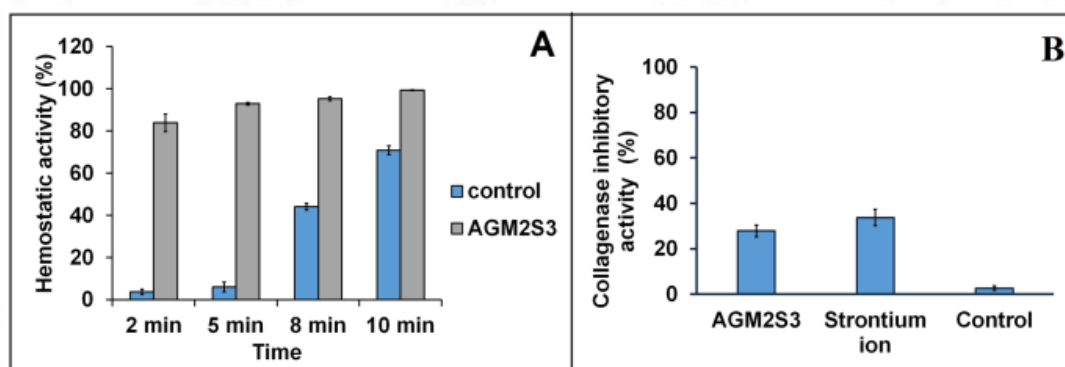 A
Hemostatic activity (%)
120
100
80
60
40
20
0
2 min 5 min 8 min 10 min
Time
control
AGM2S3
B
Collagenase inhibitory
activity (%)
100
80
60
40
20
0
AGM2S3 Strontium Control
ion